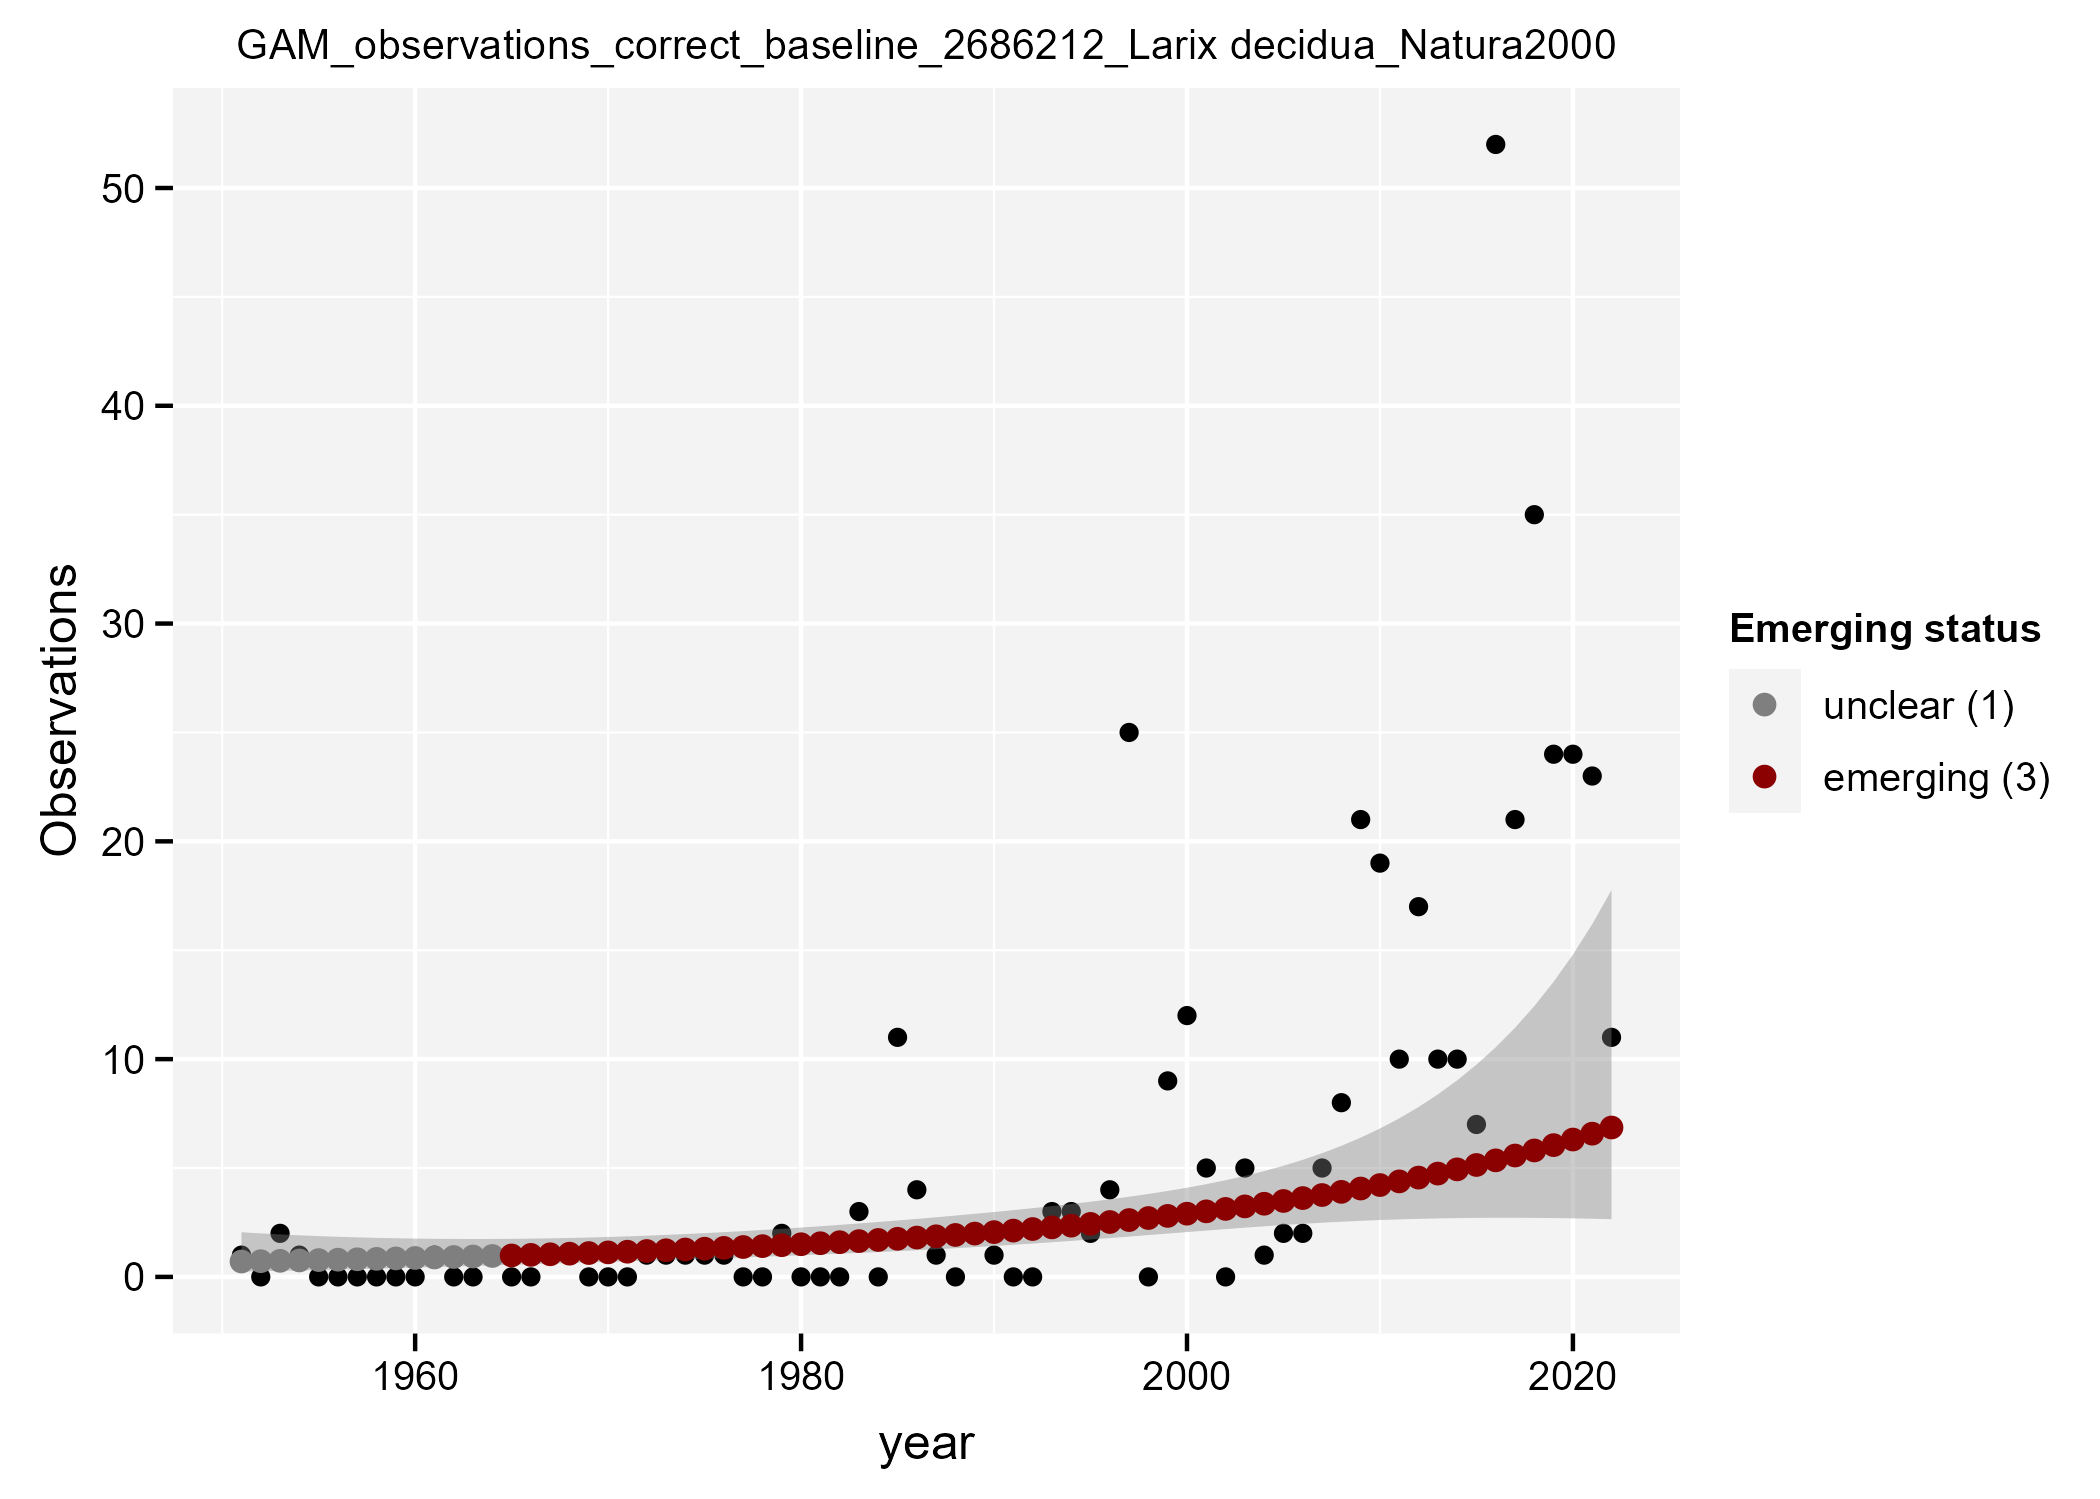 GAM_observations_correct_baseline_2686212_Larix decidua_Natura2000
Observations
50
40
30
20
10
0
1960 1980 2000 2020
year
Emerging status
unclear (1)
emerging (3)